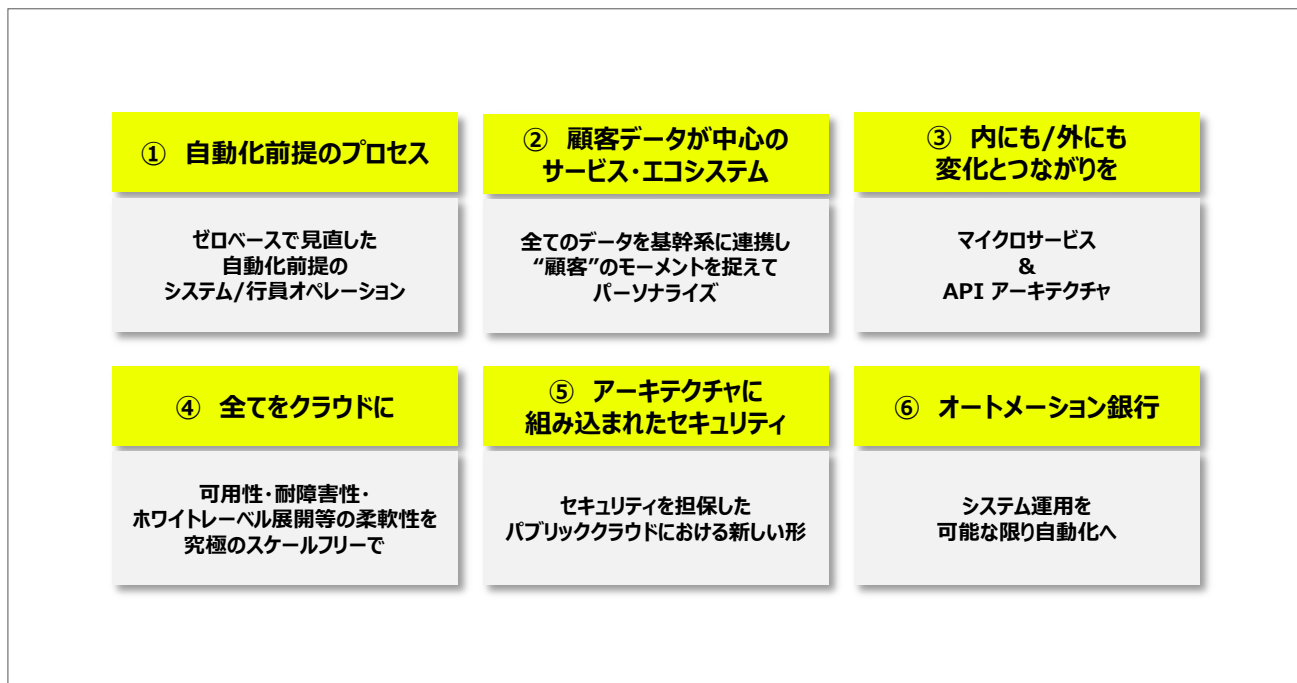 ① 自動化前提のプロセス
ゼロベースで見直した
自動化前提の
システム/行員オペレーション
② 顧客データが中心の
サービス・エコシステム
全てのデータを基幹系に連携し
“顧客”のモーメントを捉えて
パーソナライズ
③ 内にも/外にも
変化とつながりを
マイクロサービス
&
API アーキテクチャ
④ 全てをクラウドに
可用性・耐障害性・
ホワイトレーベル展開等の柔軟性を
究極のスケールフリーで
⑤ アーキテクチャに
組み込まれたセキュリティ
セキュリティを担保した
パブリッククラウドにおける新しい形
⑥ オートメーション銀行
システム運用を
可能な限り自動化へ